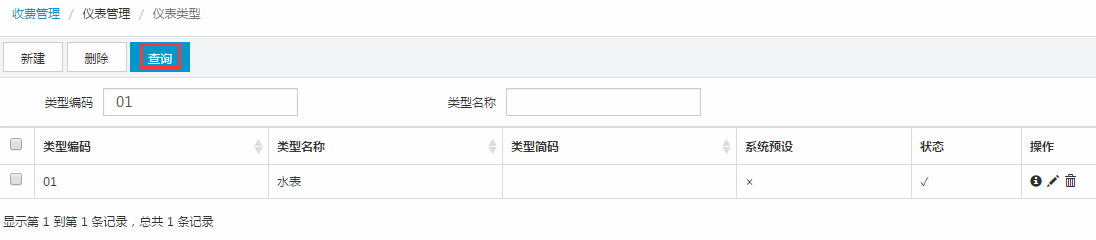 收费管理 / 仪表管理 / 仪表类型
新建 删除 查询
类型编码 01 类型名称
类型编码 类型名称 类型简码 系统预设 状态 操作
01 水表 × √
显示第 1 到第 1 条记录，总共 1 条记录